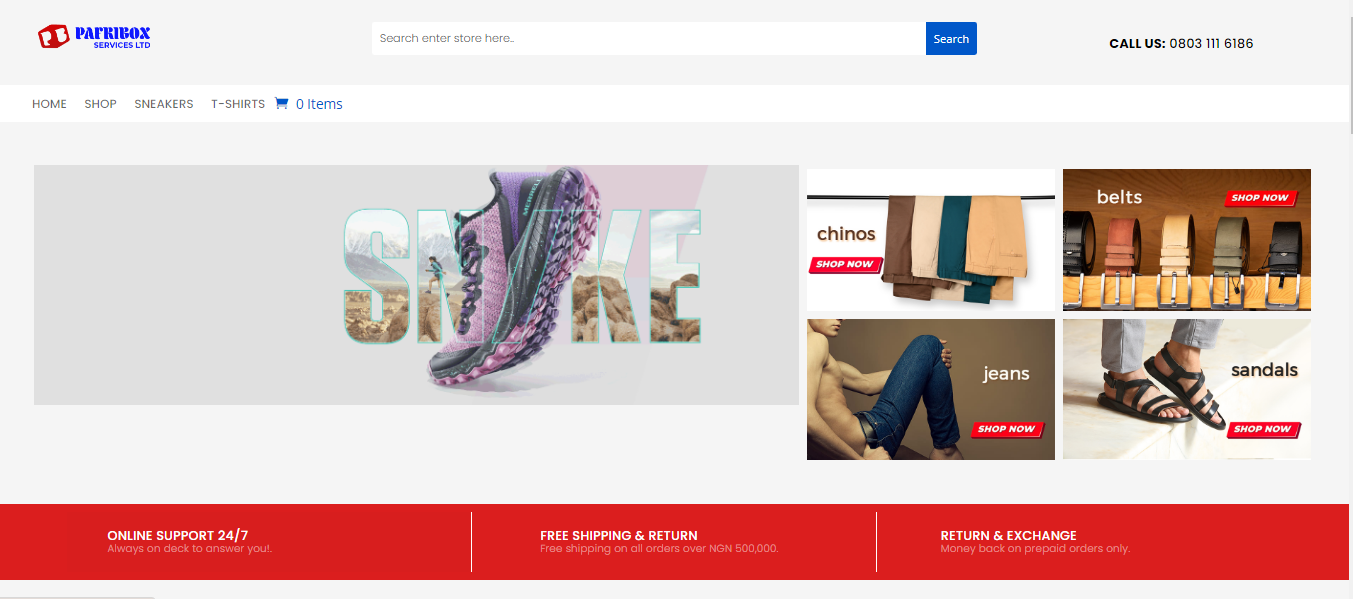 PAFRIBOX
SERVICES LTD
Search enter store here..
Search
CALL US: 0803 111 6186
HOME
SHOP
SNEAKERS
T-SHIRTS
0 Items
MERRELL
chinos
SHOP NOW
belts
SHOP NOW
jeans
SHOP NOW
sandals
SHOP NOW
ONLINE SUPPORT 24/7
Always on deck to answer you!.
FREE SHIPPING & RETURN
Free shipping on all orders over NGN 500,000.
RETURN & EXCHANGE
Money back on prepaid orders only.